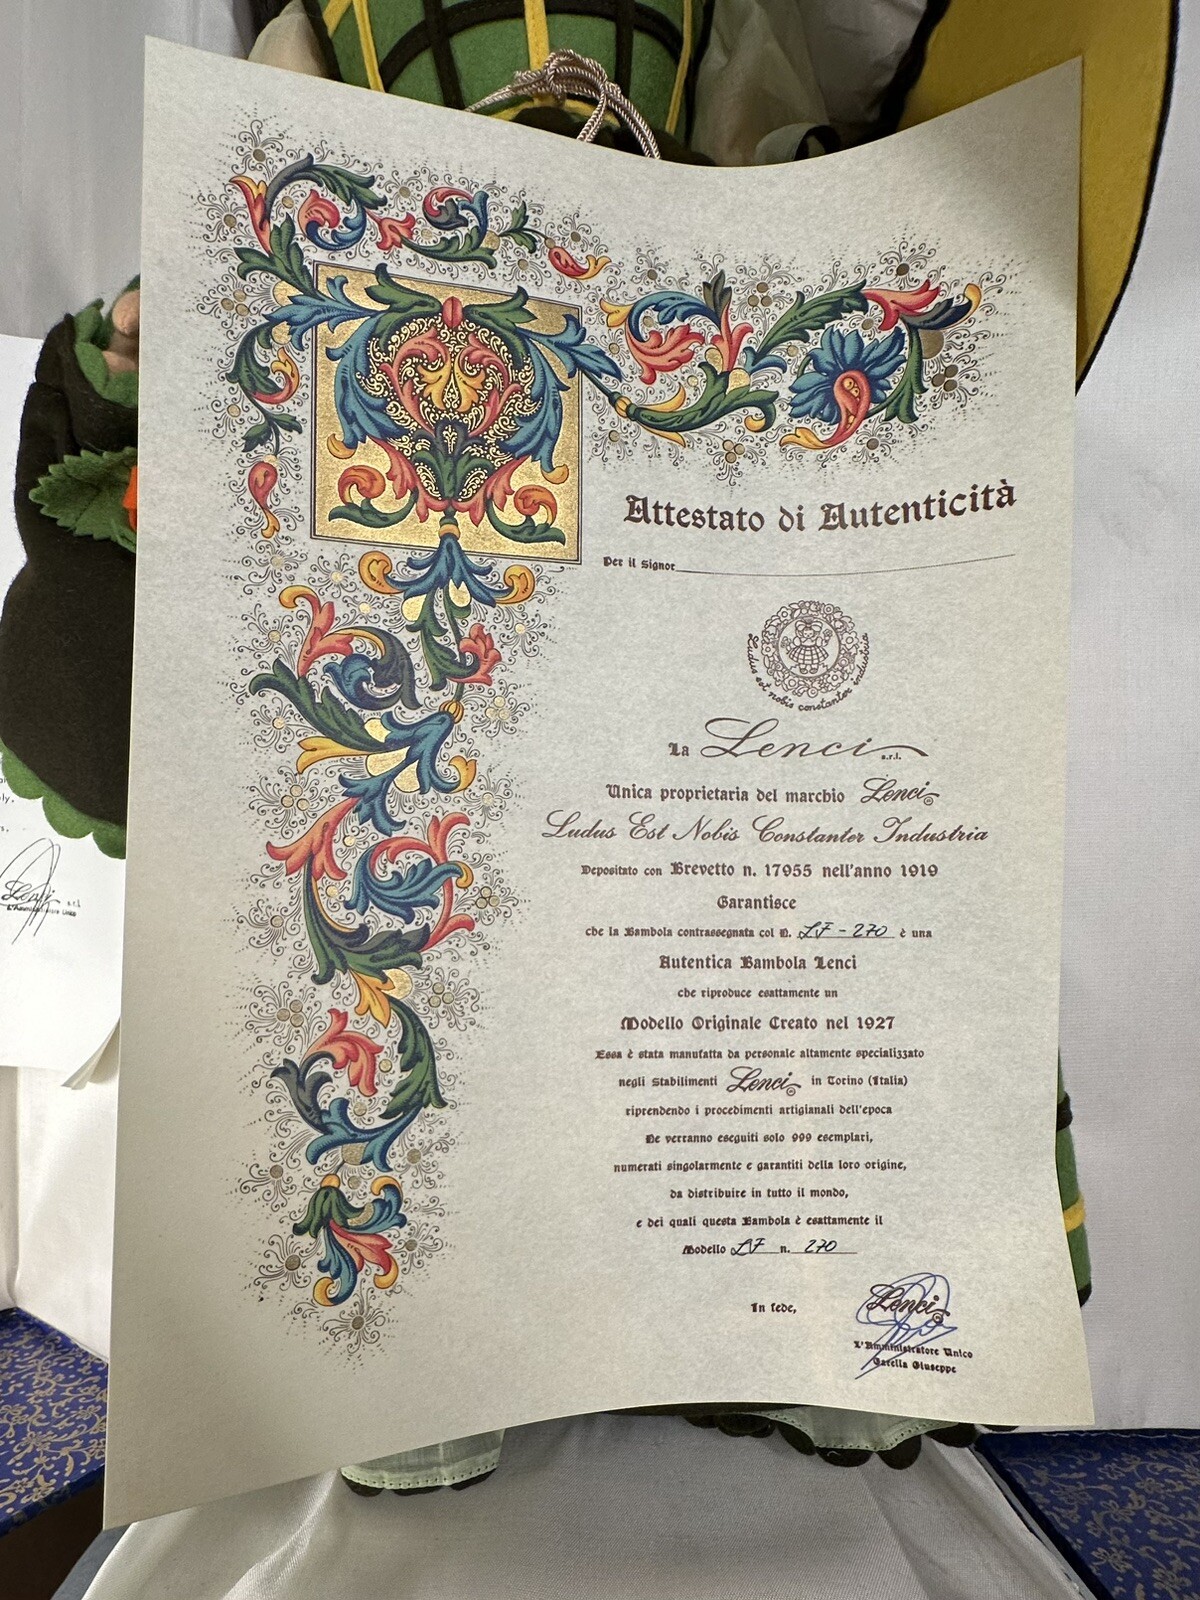 Attestato di Autenticità
Per il Signor
Ludus est nobis constanter industria
La Lenci s.r.l.
Unica proprietaria del marchio Lenci
Ludus Est Nobis Constanter Industria
Depositato con Brevetto n. 17955 nell'anno 1919
Garantisce
che la Bambola contrassegnata col N. LF - 270 è una
Autentica Bambola Lenci
che riproduce esattamente un
Modello Originale Creato nel 1927
Essa è stata manufatta da personale altamente specializzato
negli Stabilimenti Lenci in Torino (Italia)
riprendendo i procedimenti artigianali dell'epoca
Ne verranno eseguiti solo 999 esemplari,
numerati singolarmente e garantiti della loro origine,
da distribuire in tutto il mondo,
e dei quali questa Bambola è esattamente il
Modello LF n. 270
In fede,
Lenci
L'Amministratore Unico
Garella Giuseppe
Lenci s.r.l.
L'Amministratore Unico